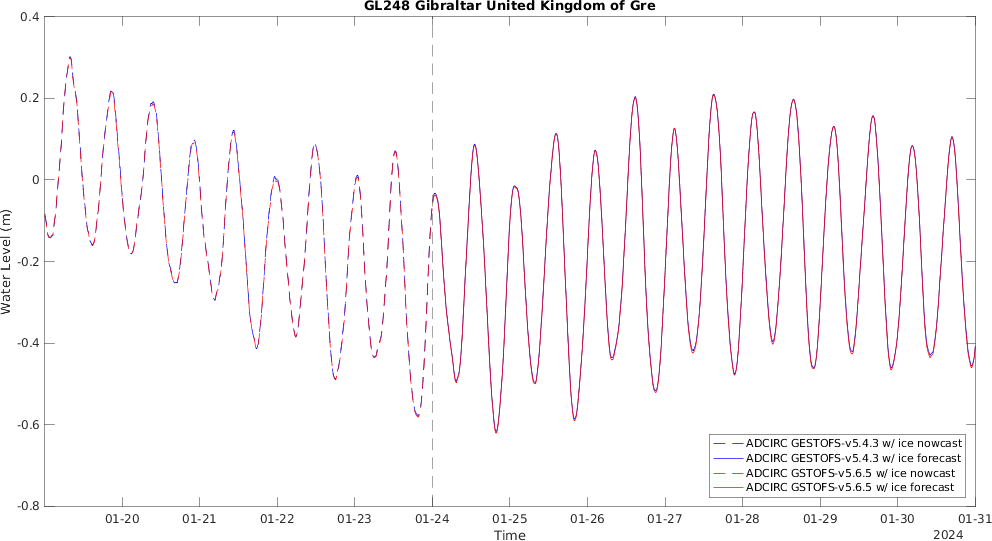 GL248 Gibraltar United Kingdom of Gre
0.4
0.2
0
-0.2
-0.4
-0.6
-0.8
Water Level (m)
01-20 01-21 01-22 01-23 01-24 01-25 01-26 01-27 01-28 01-29 01-30 01-31
Time
2024
ADCIRC GESTOFS-v5.4.3 w/ ice nowcast
ADCIRC GESTOFS-v5.4.3 w/ ice forecast
ADCIRC GSTOFS-v5.6.5 w/ ice nowcast
ADCIRC GSTOFS-v5.6.5 w/ ice forecast